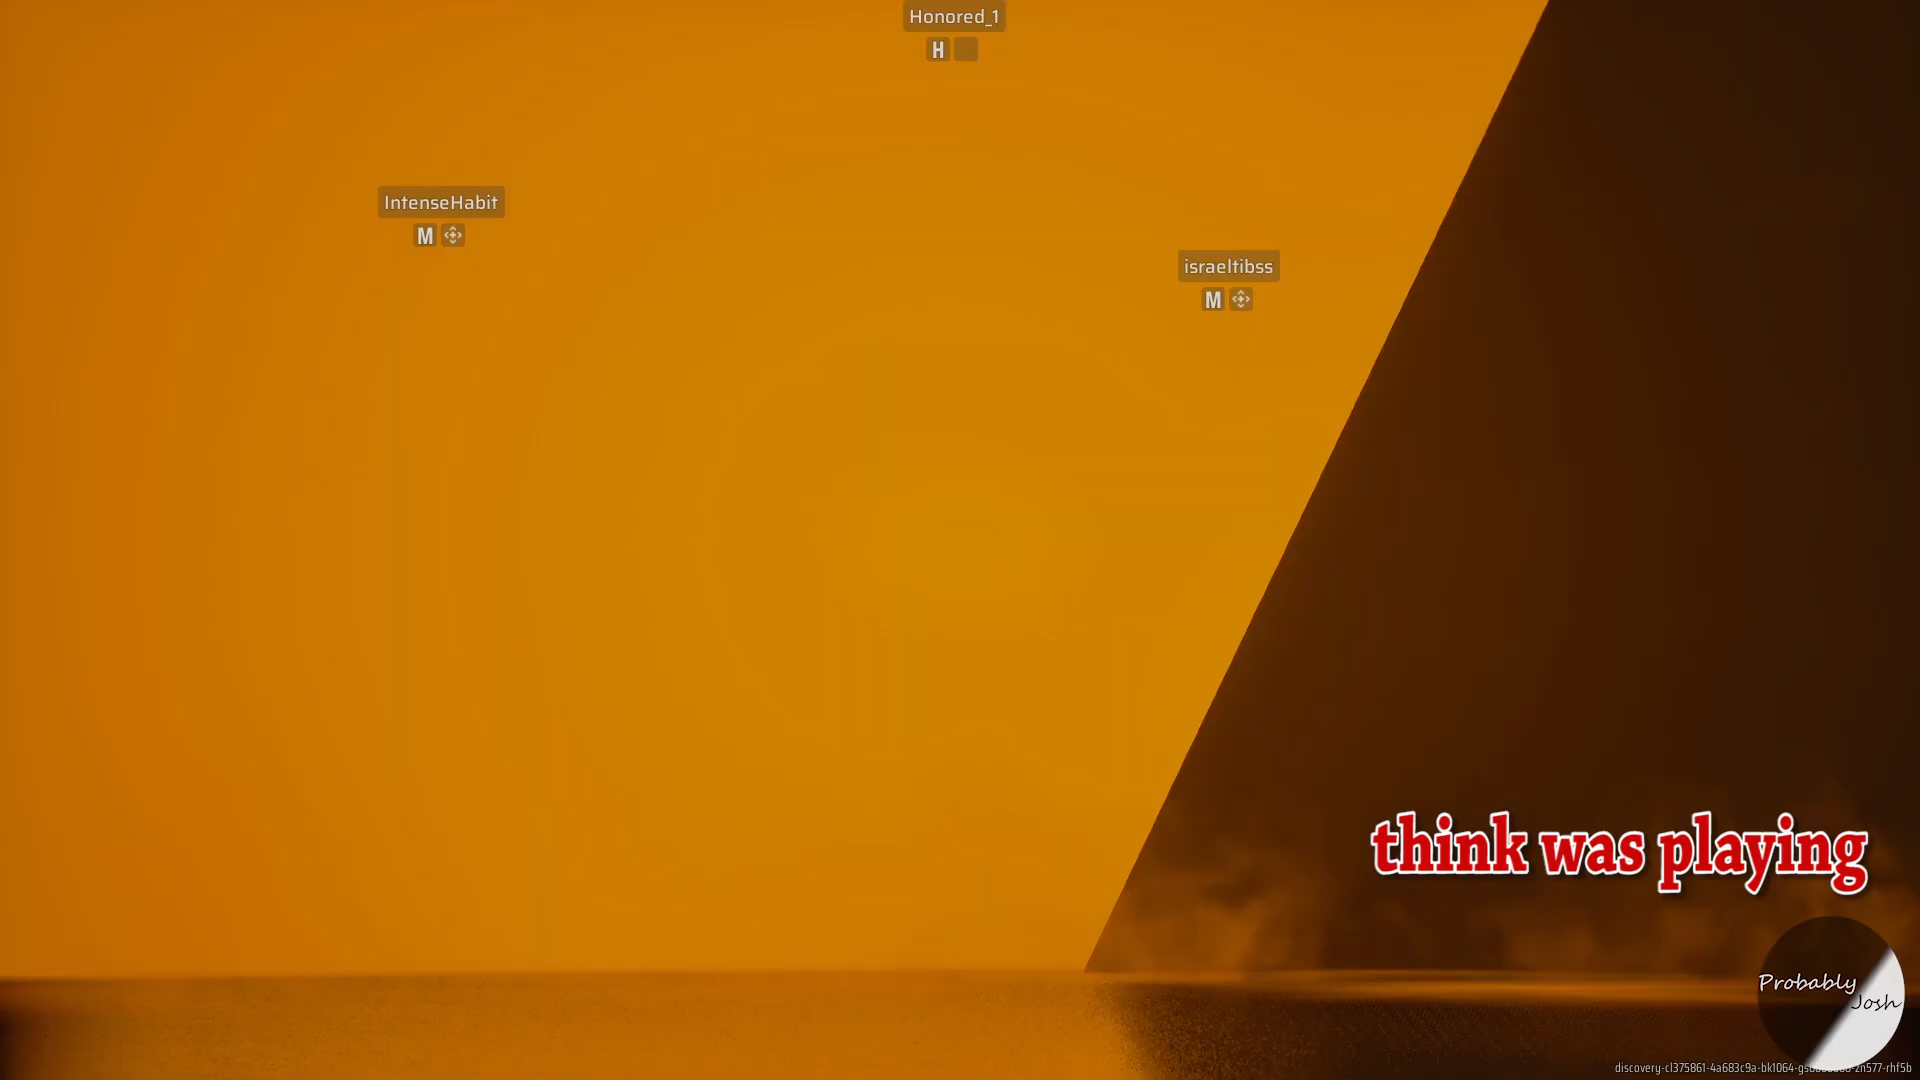 Honored_1
H
IntenseHabit
M
israeltibss
M
think was playing
Probably
Josh